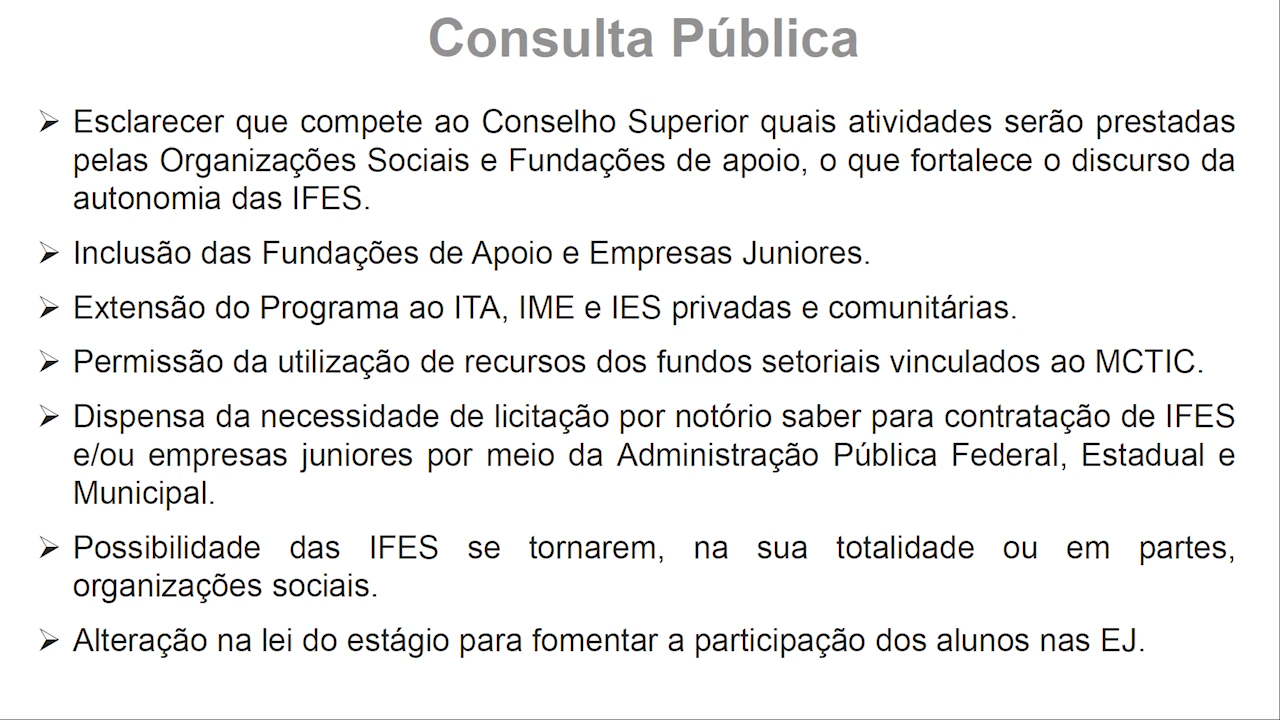 Consulta Pública
➢ Esclarecer que compete ao Conselho Superior quais atividades serão prestadas
pelas Organizações Sociais e Fundações de apoio, o que fortalece o discurso da
autonomia das IFES.
➢ Inclusão das Fundações de Apoio e Empresas Juniores.
➢ Extensão do Programa ao ITA, IME e IES privadas e comunitárias.
➢ Permissão da utilização de recursos dos fundos setoriais vinculados ao MCTIC.
➢ Dispensa da necessidade de licitação por notório saber para contratação de IFES
e/ou empresas juniores por meio da Administração Pública Federal, Estadual e
Municipal.
➢ Possibilidade das IFES se tornarem, na sua totalidade ou em partes,
organizações sociais.
➢ Alteração na lei do estágio para fomentar a participação dos alunos nas EJ.